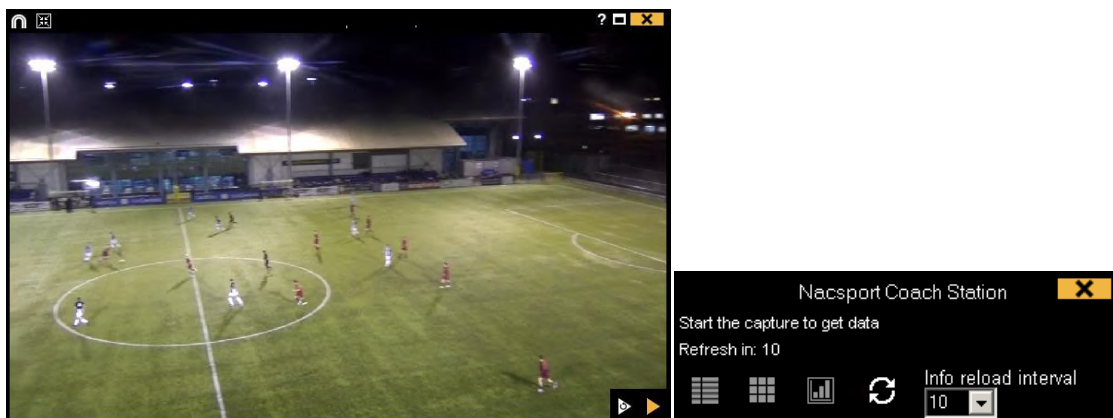 ?
Nacsport Coach Station
Start the capture to get data
Refresh in: 10
Info reload interval
10